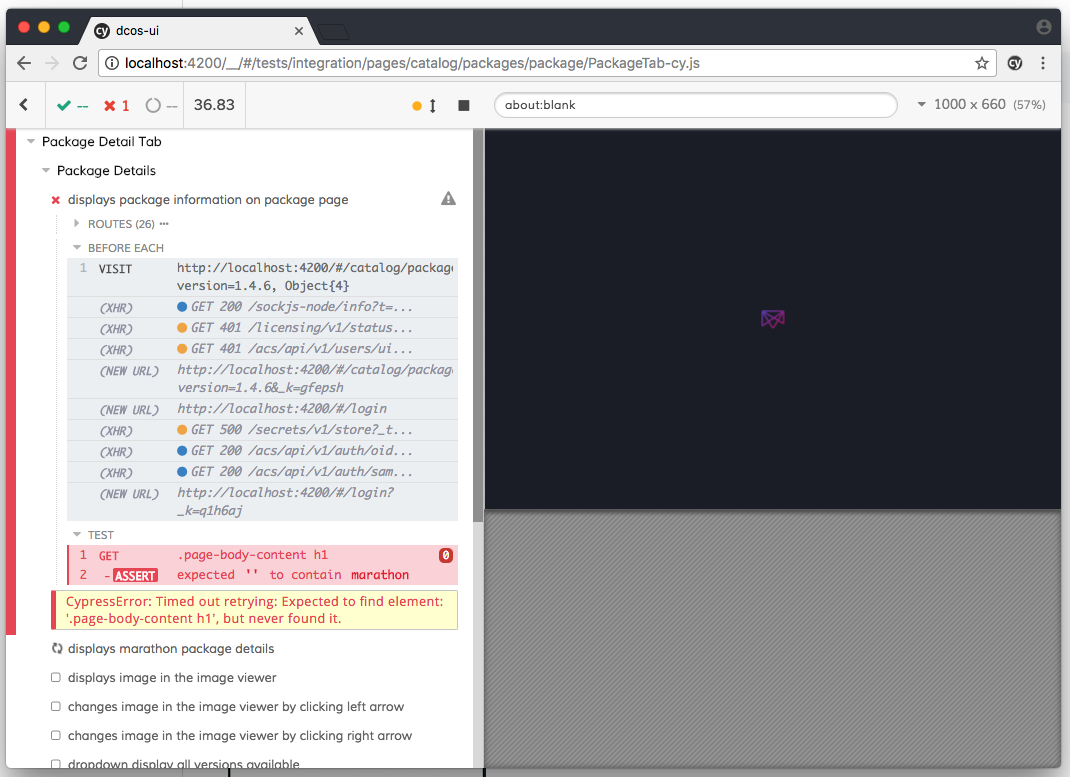 cy dcos-ui
localhost:4200/__/#/tests/integration/pages/catalog/packages/package/PackageTab-cy.js
cy
-- 1 -- 36.83
about:blank
1000 x 660 (57%)
Package Detail Tab
Package Details
displays package information on package page
ROUTES (26) •••
BEFORE EACH
1 VISIT http://localhost:4200/#/catalog/package
version=1.4.6, Object{4}
(XHR) GET 200 /sockjs-node/info?t=...
(XHR) GET 401 /licensing/v1/status...
(XHR) GET 401 /acs/api/v1/users/ui...
(NEW URL) http://localhost:4200/#/catalog/package
version=1.4.6&_k=gfepsh
(NEW URL) http://localhost:4200/#/login
(XHR) GET 500 /secrets/v1/store?_t...
(XHR) GET 200 /acs/api/v1/auth/oid...
(XHR) GET 200 /acs/api/v1/auth/sam...
(NEW URL) http://localhost:4200/#/login?
_k=q1h6aj
TEST
1 GET .page-body-content h1 0
2 -ASSERT expected '' to contain marathon
CypressError: Timed out retrying: Expected to find element:
'.page-body-content h1', but never found it.
displays marathon package details
displays image in the image viewer
changes image in the image viewer by clicking left arrow
changes image in the image viewer by clicking right arrow
dropdown display all versions available